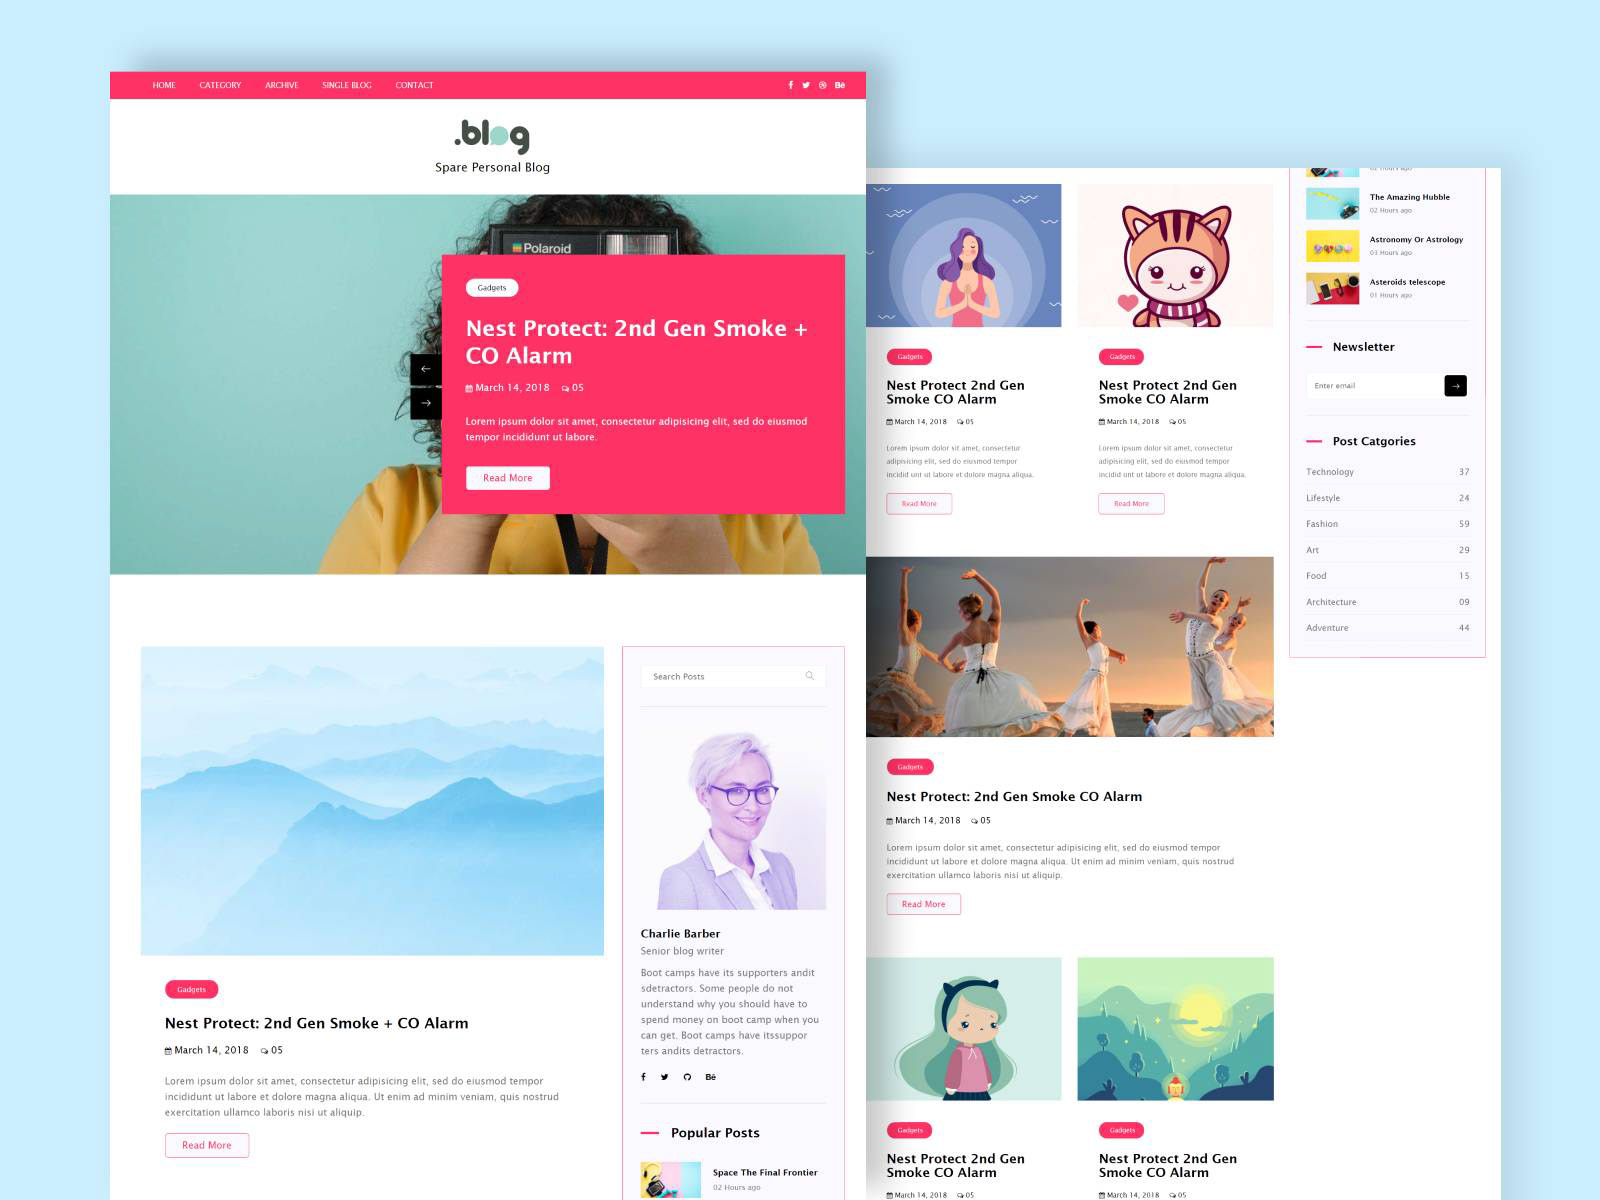 HOME CATEGORY ARCHIVE SINGLE BLOG CONTACT
.blog
Spare Personal Blog
Polaroid
Gadgets
Nest Protect: 2nd Gen Smoke +
CO Alarm
March 14, 2018 05
Lorem ipsum dolor sit amet, consectetur adipisicing elit, sed do eiusmod
tempor incididunt ut labore.
Read More
Gadgets
Nest Protect: 2nd Gen Smoke + CO Alarm
March 14, 2018 05
Lorem ipsum dolor sit amet, consectetur adipisicing elit, sed do eiusmod tempor
incididunt ut labore et dolore magna aliqua. Ut enim ad minim veniam, quis nostrud
exercitation ullamco laboris nisi ut aliquip.
Read More
Search Posts
Charlie Barber
Senior blog writer
Boot camps have its supporters andit
sdetractors. Some people do not
understand why you should have to
spend money on boot camp when you
can get. Boot camps have itssuppor
ters andits detractors.
Popular Posts
Space The Final Frontier
02 Hours ago
Gadgets
Nest Protect 2nd Gen
Smoke CO Alarm
March 14, 2018 05
Lorem ipsum dolor sit amet, consectetur
adipisicing elit, sed do eiusmod tempor
incidid unt ut labore et dolore magna aliqua.
Read More
Gadgets
Nest Protect 2nd Gen
Smoke CO Alarm
March 14, 2018 05
Lorem ipsum dolor sit amet, consectetur
adipisicing elit, sed do eiusmod tempor
incidid unt ut labore et dolore magna aliqua.
Read More
Gadgets
Nest Protect: 2nd Gen Smoke CO Alarm
March 14, 2018 05
Lorem ipsum dolor sit amet, consectetur adipisicing elit, sed do eiusmod tempor
incididunt ut labore et dolore magna aliqua. Ut enim ad minim veniam, quis nostrud
exercitation ullamco laboris nisi ut aliquip.
Read More
Gadgets
Nest Protect 2nd Gen
Smoke CO Alarm
March 14, 2018 05
Gadgets
Nest Protect 2nd Gen
Smoke CO Alarm
March 14, 2018 05
02 Hours ago
The Amazing Hubble
02 Hours ago
Astronomy Or Astrology
03 Hours ago
Asteroids telescope
01 Hours ago
Newsletter
Enter email
Post Catgories
Technology 37
Lifestyle 24
Fashion 59
Art 29
Food 15
Architecture 09
Adventure 44